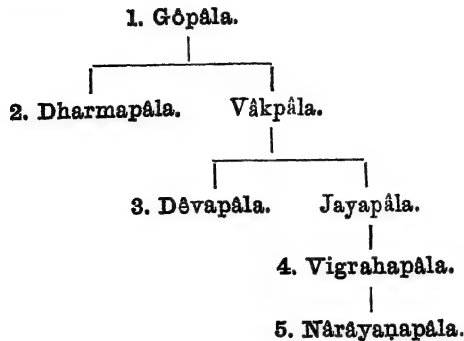 1. Gôpâla.
2. Dharmapâla. Vâkpâla.
3. Dêvapâla. Jayapâla.
4. Vigrahapâla.
5. Nârâyaṇapâla.